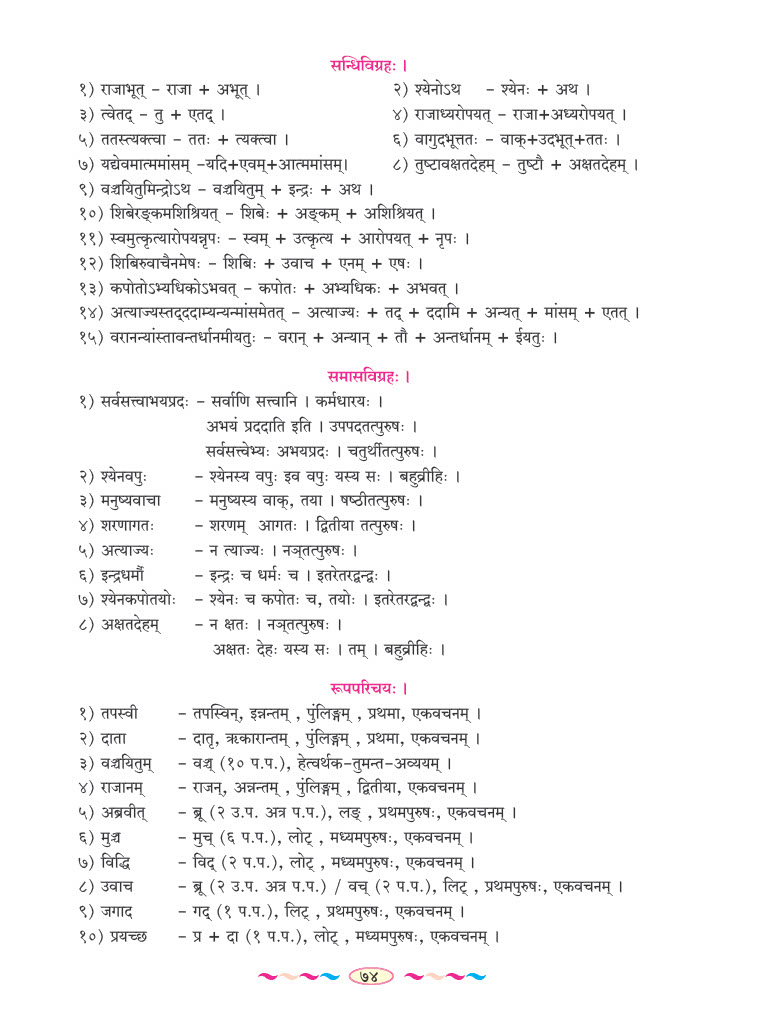 सन्धिविग्रहः ।
१) राजाभूत् – राजा + अभूत् । २) श्येनोऽथ – श्येनः + अथ ।
३) त्वेतद् – तु + एतद् । ४) राजाध्यरोपयत् – राजा+अध्यरोपयत् ।
५) ततस्त्यक्त्वा – ततः + त्यक्त्वा । ६) वागुदभूत्ततः – वाक्+उदभूत्+ततः ।
७) यद्येवमात्ममांसम् –यदि+एवम्+आत्ममांसम्। ८) तुष्टावक्षतदेहम् – तुष्टौ + अक्षतदेहम् ।
९) वञ्चयितुमिन्द्रोऽथ – वञ्चयितुम् + इन्द्रः + अथ ।
१०) शिबेरङ्कमशिश्रियत् – शिबेः + अङ्कम् + अशिश्रियत् ।
११) स्वमुत्कृत्यारोपयन्नृपः – स्वम् + उत्कृत्य + आरोपयत् + नृपः ।
१२) शिबिरुवाचैनमेषः – शिबिः + उवाच + एनम् + एषः ।
१३) कपोतोऽभ्यधिकोऽभवत् – कपोतः + अभ्यधिकः + अभवत् ।
१४) अत्याज्यस्तद्ददाम्यन्यन्मांसमेतत् – अत्याज्यः + तद् + ददामि + अन्यत् + मांसम् + एतत् ।
१५) वरानन्यांस्तावन्तर्धानमीयतुः – वरान् + अन्यान् + तौ + अन्तर्धानम् + ईयतुः ।
समासविग्रहः ।
१) सर्वसत्त्वाभयप्रदः – सर्वाणि सत्त्वानि । कर्मधारयः ।
अभयं प्रददाति इति । उपपदतत्पुरुषः ।
सर्वसत्त्वेभ्यः अभयप्रदः । चतुर्थीतत्पुरुषः ।
२) श्येनवपुः – श्येनस्य वपुः इव वपुः यस्य सः । बहुव्रीहिः ।
३) मनुष्यवाचा – मनुष्यस्य वाक्, तया । षष्ठीतत्पुरुषः ।
४) शरणागतः – शरणम् आगतः । द्वितीया तत्पुरुषः ।
५) अत्याज्यः – न त्याज्यः । नञ्तत्पुरुषः ।
६) इन्द्रधर्मौ – इन्द्रः च धर्मः च । इतरेतरद्वन्द्वः ।
७) श्येनकपोतयोः – श्येनः च कपोतः च, तयोः । इतरेतरद्वन्द्वः ।
८) अक्षतदेहम् – न क्षतः । नञ्तत्पुरुषः ।
अक्षतः देहः यस्य सः । तम् । बहुव्रीहिः ।
रूपपरिचयः ।
१) तपस्वी – तपस्विन्, इन्नन्तम् , पुंलिङ्गम् , प्रथमा, एकवचनम् ।
२) दाता – दातृ, ऋकारान्तम् , पुंलिङ्गम् , प्रथमा, एकवचनम् ।
३) वञ्चयितुम् – वञ्च् (१० प.प.), हेत्वर्थक–तुमन्त–अव्ययम् ।
४) राजानम् – राजन्, अन्नन्तम् , पुंलिङ्गम् , द्वितीया, एकवचनम् ।
५) अब्रवीत् – ब्रू (२ उ.प. अत्र प.प.), लङ् , प्रथमपुरुषः, एकवचनम् ।
६) मुञ्च – मुच् (६ प.प.), लोट् , मध्यमपुरुषः, एकवचनम् ।
७) विद्धि – विद् (२ प.प.), लोट् , मध्यमपुरुषः, एकवचनम् ।
८) उवाच – ब्रू (२ उ.प. अत्र प.प.) / वच् (२ प.प.), लिट् , प्रथमपुरुषः, एकवचनम् ।
९) जगाद – गद् (१ प.प.), लिट् , प्रथमपुरुषः, एकवचनम् ।
१०) प्रयच्छ – प्र + दा (१ प.प.), लोट् , मध्यमपुरुषः, एकवचनम् ।
७४